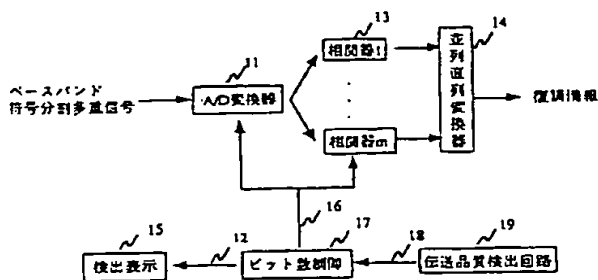 13
14
11
相関器1
ベースバンド
符号分割多重信号
A/D変換器
並列直列変換器
復調情報
相関器m
16
15
12
17
18
19
検出表示
ビット数制御
伝送品質検出回路